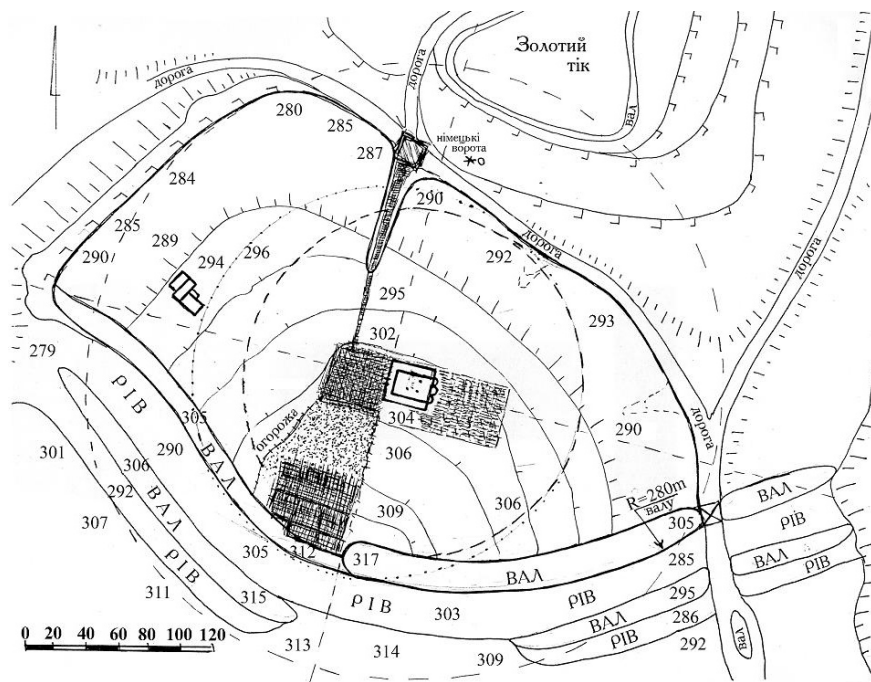 Золотий
тік
дорога
дорога
вал
німецькі
ворота
280
285
287
284
290
285
289
294
296
292
290
дорога
дорога
295
293
279
302
РІВ
305
304
огорожа
290
ВАЛ
306
290
дорога
301
306
292
ВАЛ
307
309
306
R=280m
валу
305
ВАЛ
РІВ
305
312
317
ВАЛ
285
РІВ
ВАЛ
РІВ
311
315
РІВ
303
РІВ
295
ВАЛ
286
РІВ
292
вал
313
314
309
0 20 40 60 80 100 120